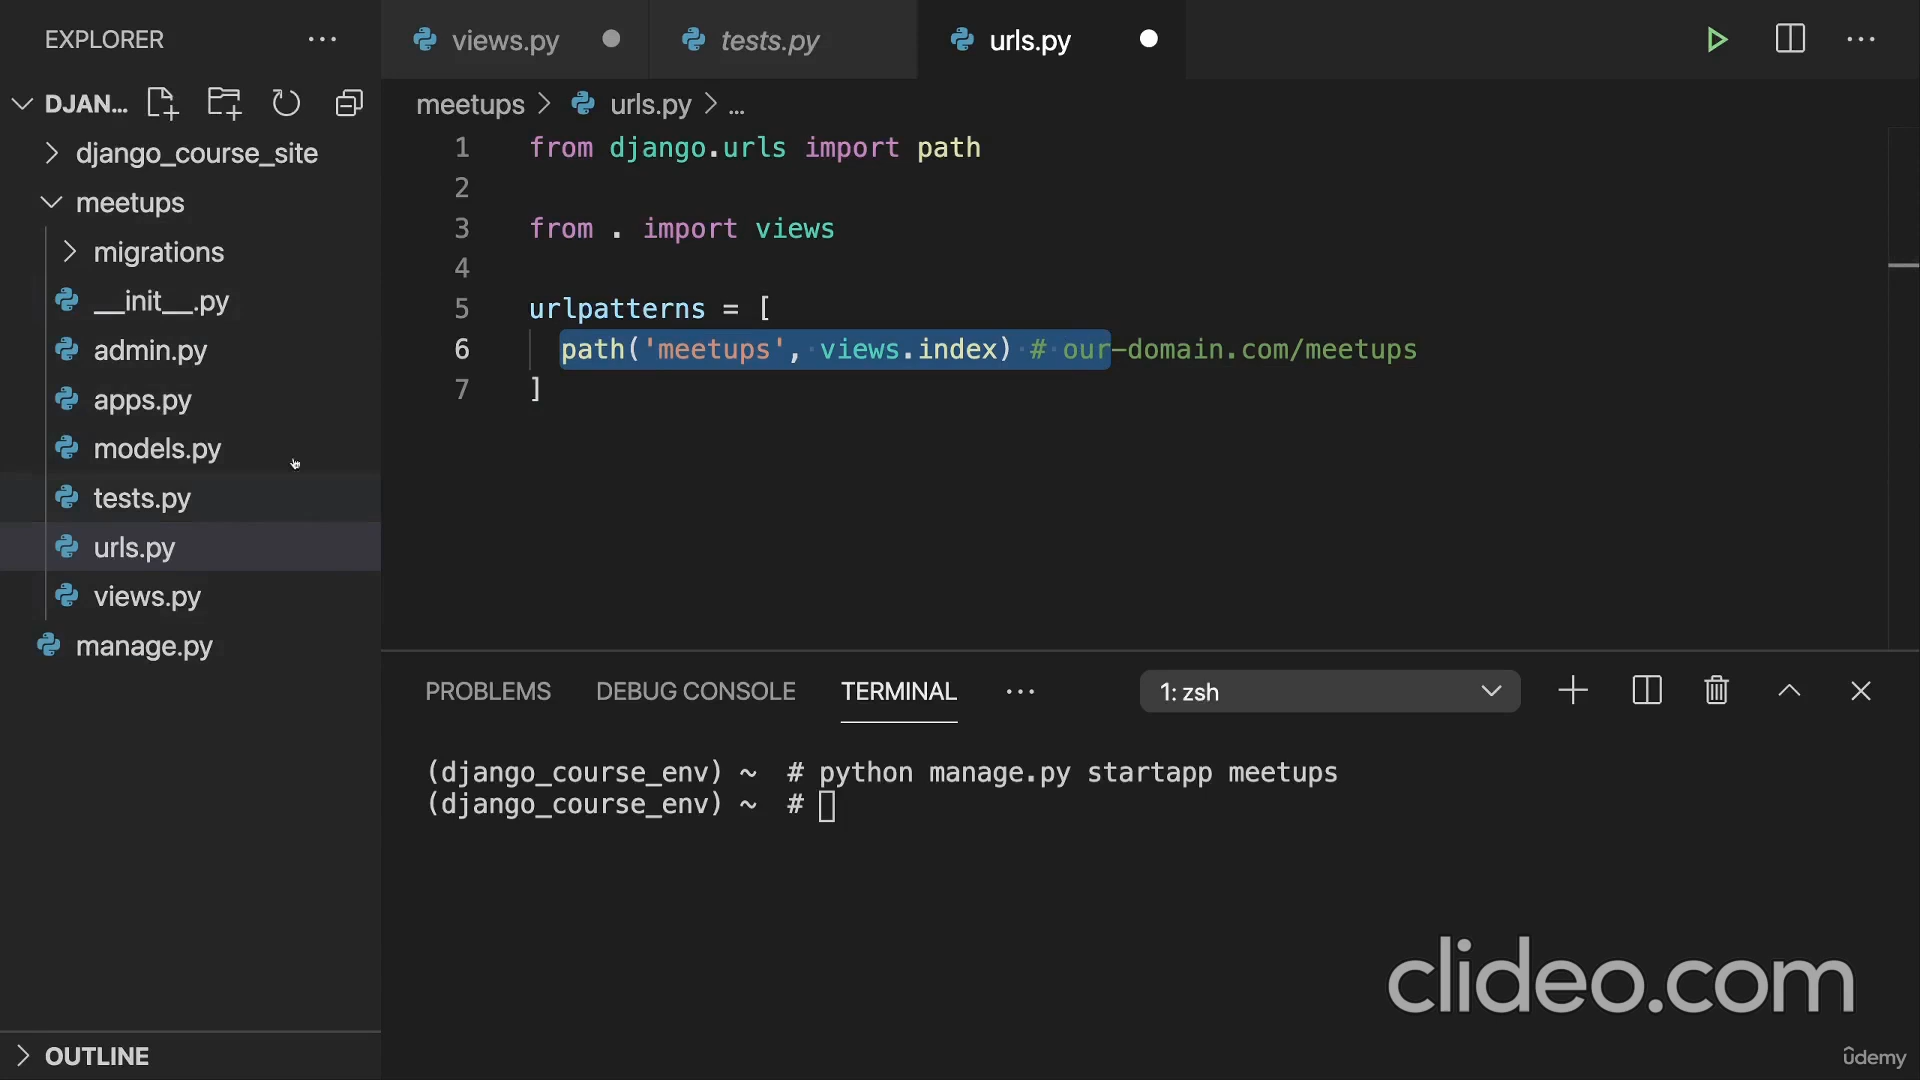 EXPLORER
DJAN...
django_course_site
meetups
migrations
__init__.py
admin.py
apps.py
models.py
tests.py
urls.py
views.py
manage.py
OUTLINE
views.py
tests.py
urls.py
meetups > urls.py > ...
1 from django.urls import path
2
3 from . import views
4
5 urlpatterns = [
6 path('meetups', views.index) # our-domain.com/meetups
7 ]
PROBLEMS DEBUG CONSOLE TERMINAL ... 1: zsh
(django_course_env) ~ # python manage.py startapp meetups
(django_course_env) ~ #
clideo.com
ûdemy